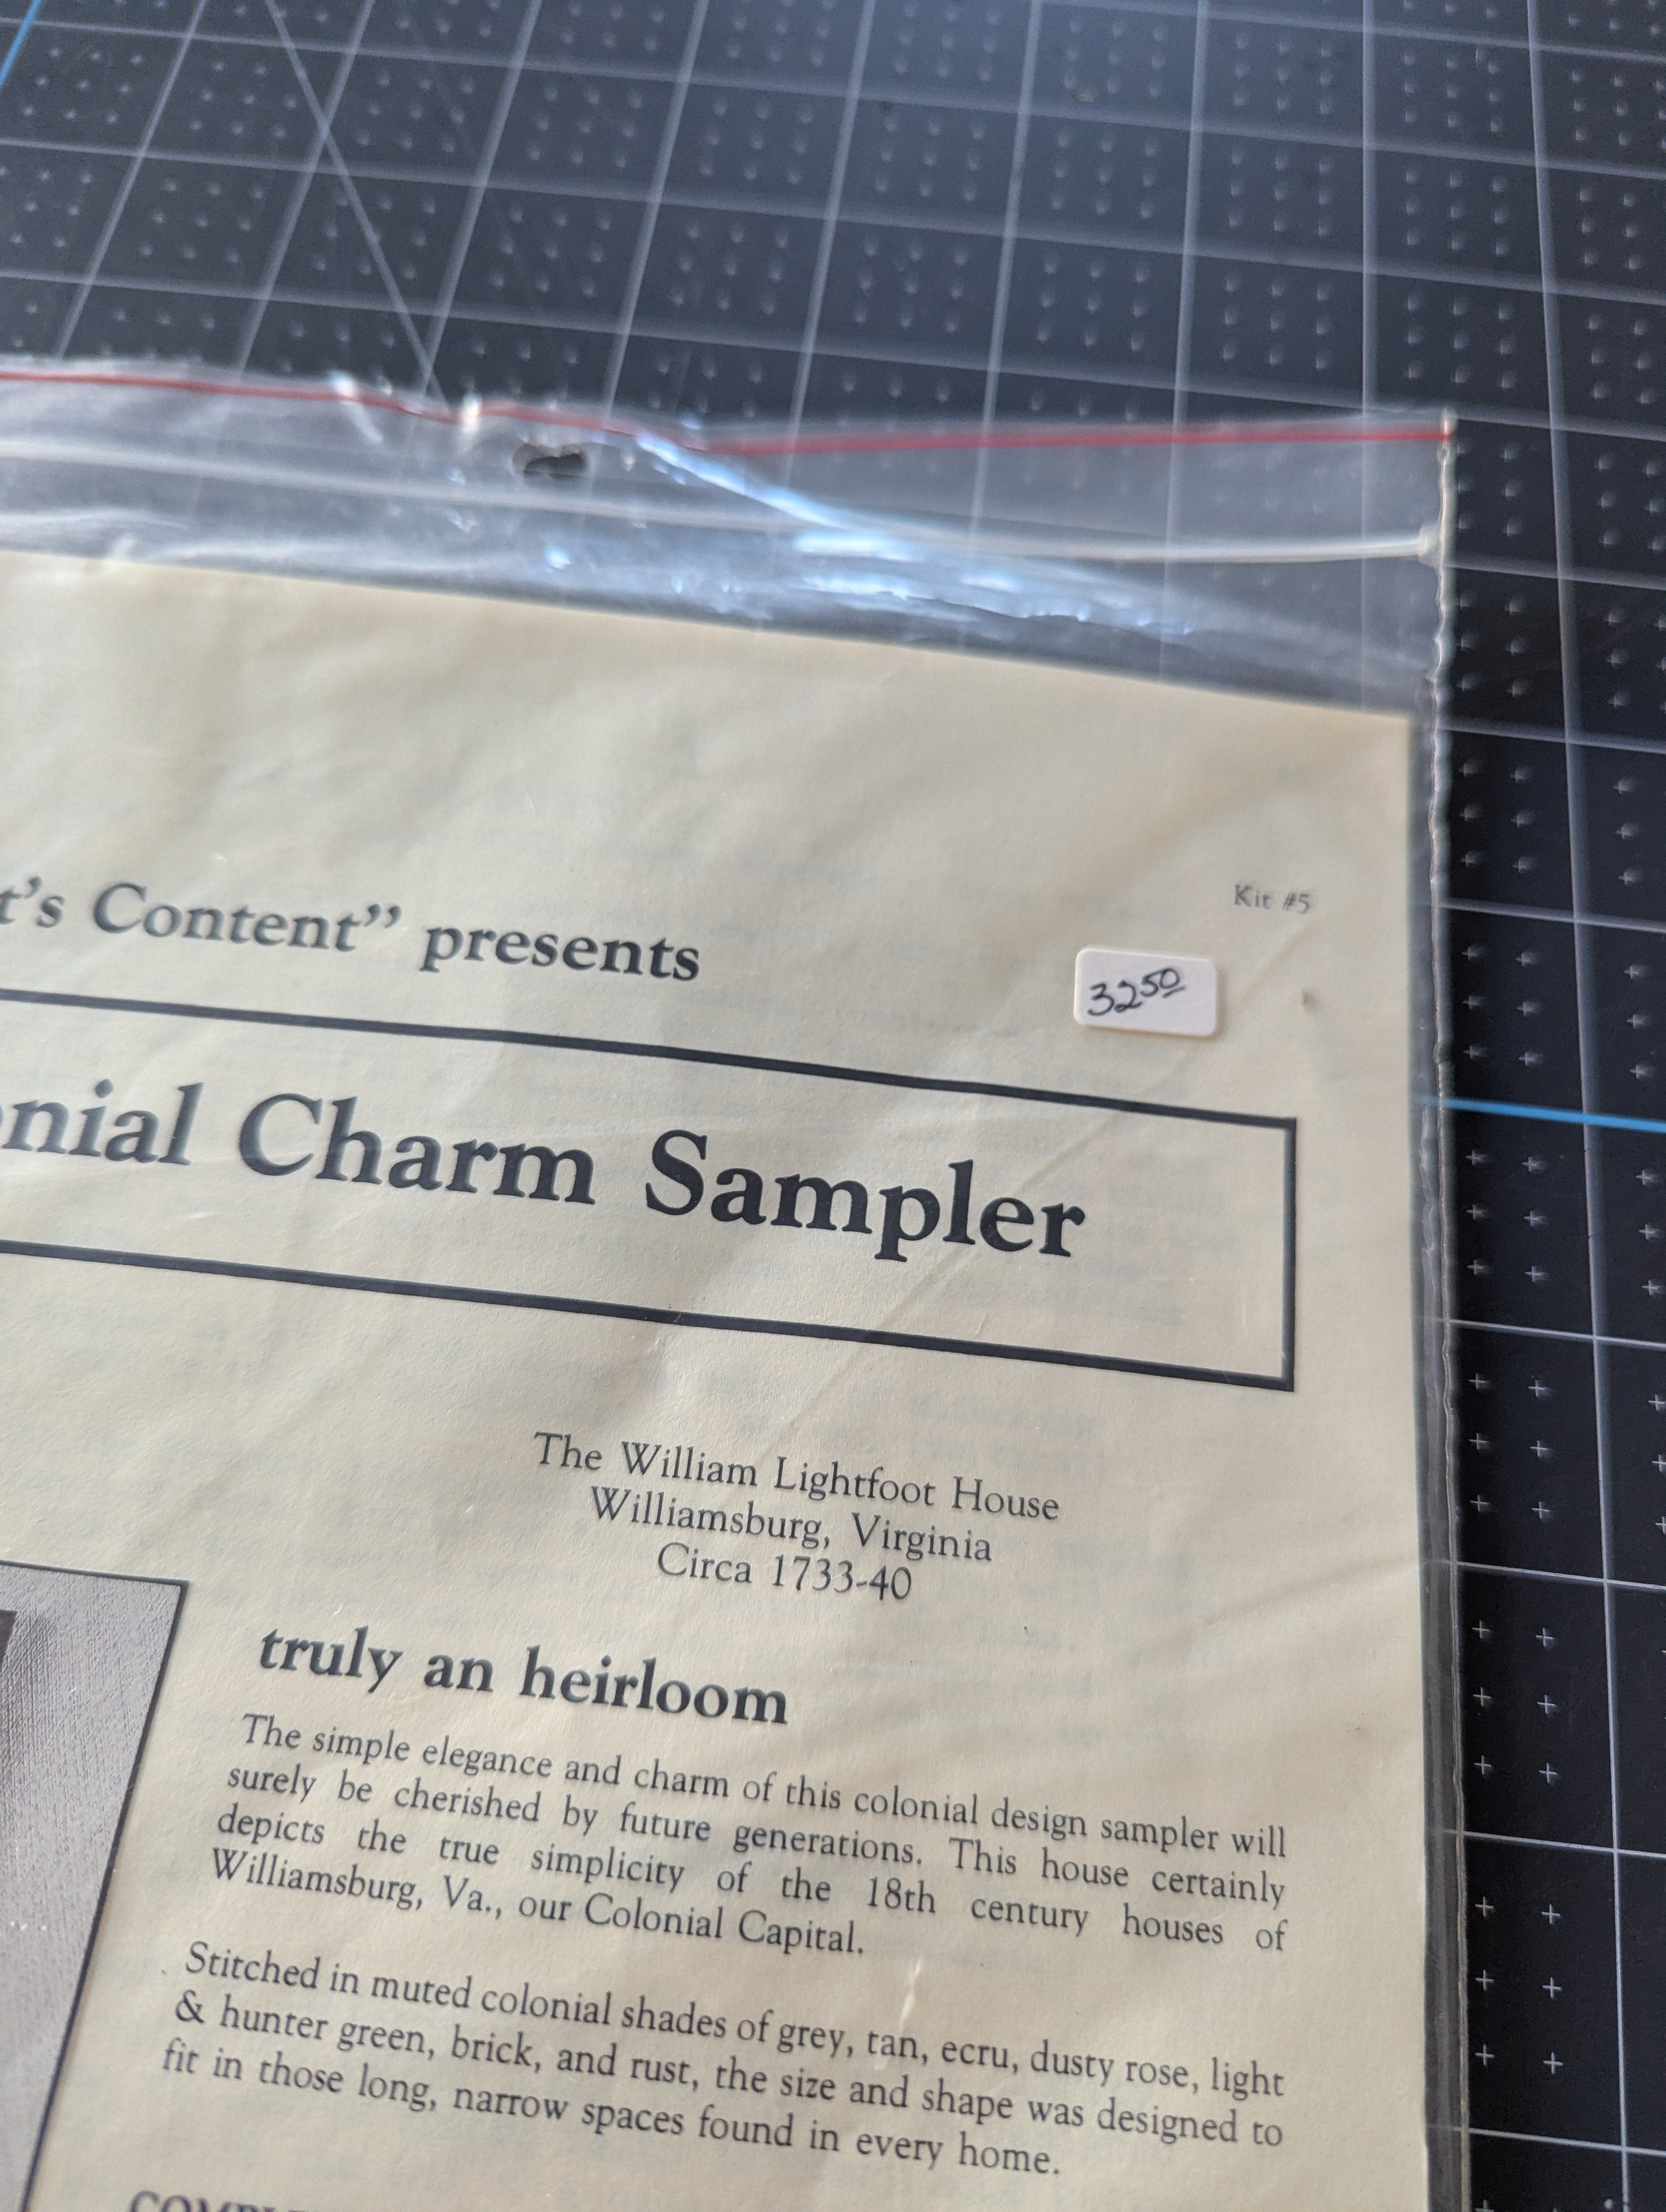 t's Content” presents
Kit #5
32⁵⁰
nial Charm Sampler
The William Lightfoot House
Williamsburg, Virginia
Circa 1733-40
truly an heirloom
The simple elegance and charm of this colonial design sampler will
surely be cherished by future generations. This house certainly
depicts the true simplicity of the 18th century houses of
Williamsburg, Va., our Colonial Capital.
Stitched in muted colonial shades of grey, tan, ecru, dusty rose, light
& hunter green, brick, and rust, the size and shape was designed to
fit in those long, narrow spaces found in every home.